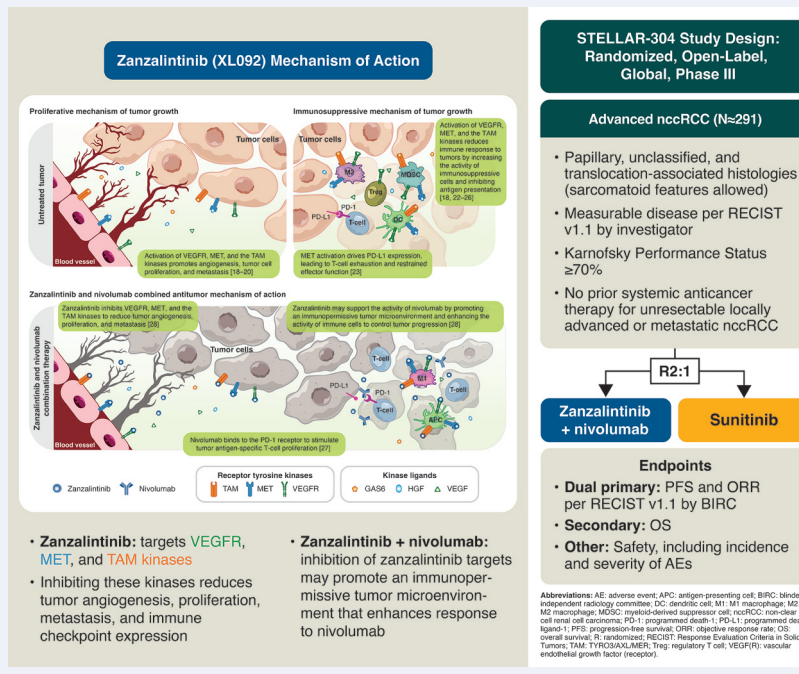 Zanzalintinib (XL092) Mechanism of Action
Proliferative mechanism of tumor growth
Untreated tumor
Tumor cells
Blood vessel
Activation of VEGFR, MET, and the TAM
kinases promotes angiogenesis, tumor cell
proliferation, and metastasis [18–20]
Immunosuppressive mechanism of tumor growth
Tumor cells
M2
MDSC
Treg
PD-1
PD-L1
T-cell
DC
Activation of VEGFR,
MET, and the TAM
kinases reduces
immune response to
tumors by increasing
the activity of
immunosuppressive
cells and inhibiting
antigen presentation
[18, 22–26]
MET activation drives PD-L1 expression,
leading to T-cell exhaustion and restrained
effector function [23]
Zanzalintinib and nivolumab combined antitumor mechanism of action
Zanzalintinib and nivolumab
combination therapy
Zanzalintinib inhibits VEGFR, MET, and the
TAM kinases to reduce tumor angiogenesis,
proliferation, and metastasis [28]
Zanzalintinib may support the activity of nivolumab by promoting
an immunopermissive tumor microenvironment and enhancing the
activity of immune cells to control tumor progression [28]
Tumor cells
T-cell
M1
T-cell
PD-L1
PD-1
T-cell
APC
Blood vessel
Nivolumab binds to the PD-1 receptor to stimulate
tumor antigen-specific T-cell proliferation [27]
Zanzalintinib
Nivolumab
Receptor tyrosine kinases
TAM
MET
VEGFR
Kinase ligands
GAS6
HGF
VEGF
• Zanzalintinib: targets VEGFR,
MET, and TAM kinases
• Inhibiting these kinases reduces
tumor angiogenesis, proliferation,
metastasis, and immune
checkpoint expression
• Zanzalintinib + nivolumab:
inhibition of zanzalintinib targets
may promote an immunoper-
missive tumor microenviron-
ment that enhances response
to nivolumab
STELLAR-304 Study Design:
Randomized, Open-Label,
Global, Phase III
Advanced nccRCC (N≈291)
• Papillary, unclassified, and
translocation-associated histologies
(sarcomatoid features allowed)
• Measurable disease per RECIST
v1.1 by investigator
• Karnofsky Performance Status
≥70%
• No prior systemic anticancer
therapy for unresectable locally
advanced or metastatic nccRCC
R2:1
Zanzalintinib
+ nivolumab
Sunitinib
Endpoints
• Dual primary: PFS and ORR
per RECIST v1.1 by BIRC
• Secondary: OS
• Other: Safety, including incidence
and severity of AEs
Abbreviations: AE: adverse event; APC: antigen-presenting cell; BIRC: blinde
independent radiology committee; DC: dendritic cell; M1: M1 macrophage; M2
M2 macrophage; MDSC: myeloid-derived suppressor cell; nccRCC: non-clear
cell renal cell carcinoma; PD-1: programmed death-1; PD-L1: programmed dea
ligand-1; PFS: progression-free survival; ORR: objective response rate; OS:
overall survival; R: randomized; RECIST: Response Evaluation Criteria in Solid
Tumors; TAM: TYRO3/AXL/MER; Treg: regulatory T cell; VEGF(R): vascular
endothelial growth factor (receptor).